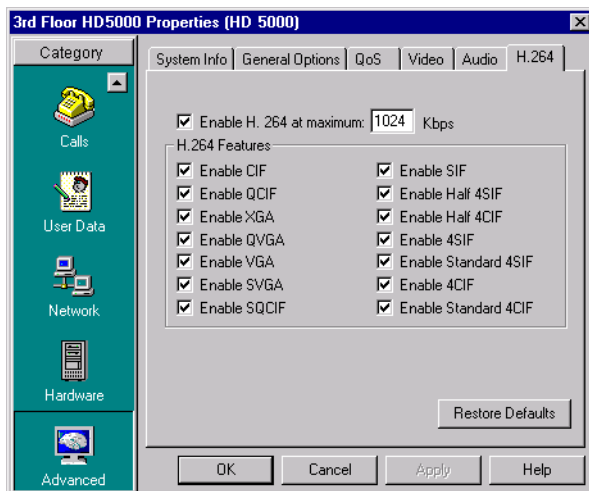 3rd Floor HD5000 Properties (HD 5000)
Category
Calls
User Data
Network
Hardware
Advanced
System Info General Options QoS Video Audio H.264
Enable H. 264 at maximum: 1024 Kbps
H.264 Features
Enable CIF Enable SIF
Enable QCIF Enable Half 4SIF
Enable XGA Enable Half 4CIF
Enable QVGA Enable 4SIF
Enable VGA Enable Standard 4SIF
Enable SVGA Enable 4CIF
Enable SQCIF Enable Standard 4CIF
Restore Defaults
OK Cancel Apply Help